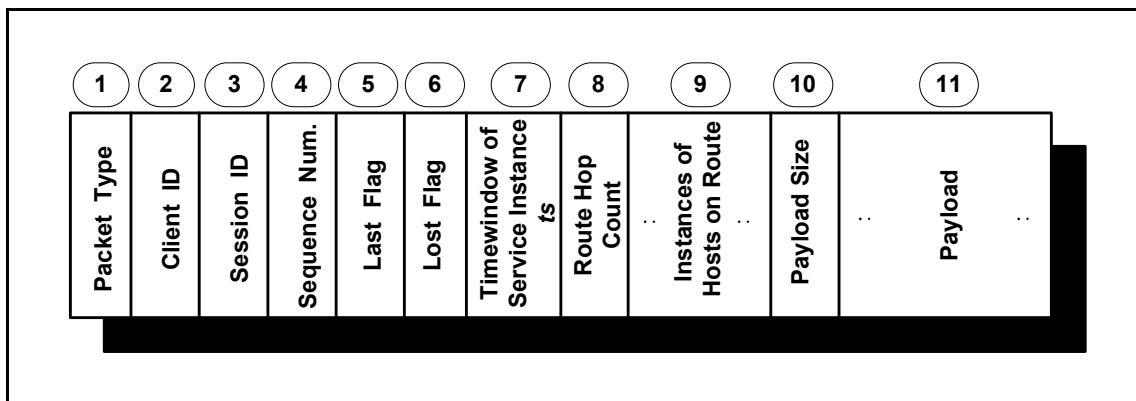 1
2
3
4
5
6
7
8
9
10
11
Packet Type
Client ID
Session ID
Sequence Num.
Last Flag
Lost Flag
Timewindow of
Service Instance
ts
Route Hop
Count
..
Instances of
Hosts on Route
..
Payload Size
..
Payload
..